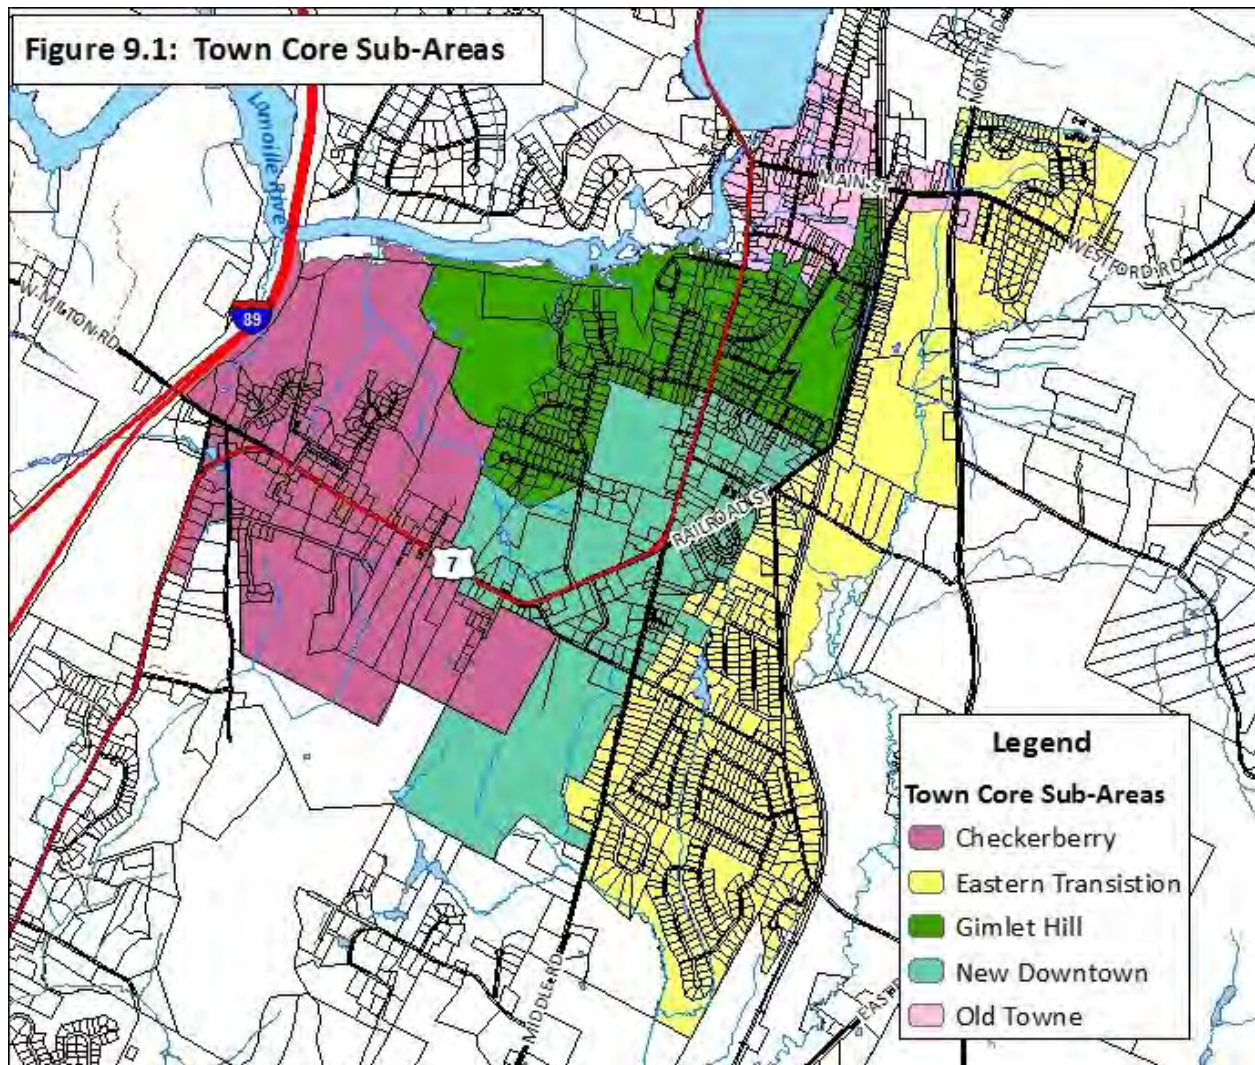 Figure 9.1: Town Core Sub-Areas
NORTH RD
Lamoille River
MAIN ST
WESTFORD RD
W. MILTON RD
89
RAILROAD ST
7
Legend
Town Core Sub-Areas
Checkerberry
Eastern Transistion
Gimlet Hill
New Downtown
Old Towne
MIDDLE RD
EAST